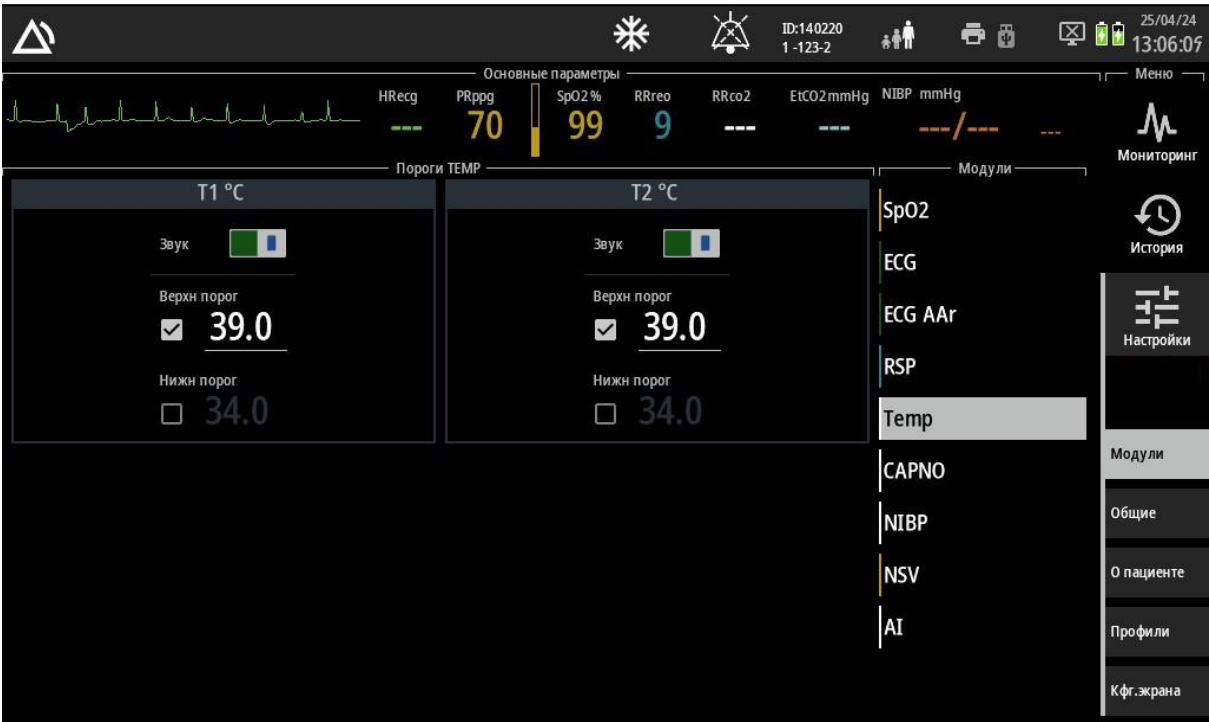 ID:140220
1 -123-2
25/04/24
13:06:05
Основные параметры
Меню
HRecg PRppg SpO2% RRreo RRco2 EtCO2mmHg NIBP mmHg
--- 70 99 9 --- --- ---/--- ---
Мониторинг
Пороги TEMP
Модули
T1 °C T2 °C
SpO2
История
Звук Звук
ECG
Верхн порог Верхн порог
39.0 39.0
ECG AAr
Настройки
RSP
Нижн порог Нижн порог
34.0 34.0
Temp
Модули
CAPNO
Общие
NIBP
О пациенте
NSV
AI
Профили
Кфг.экрана